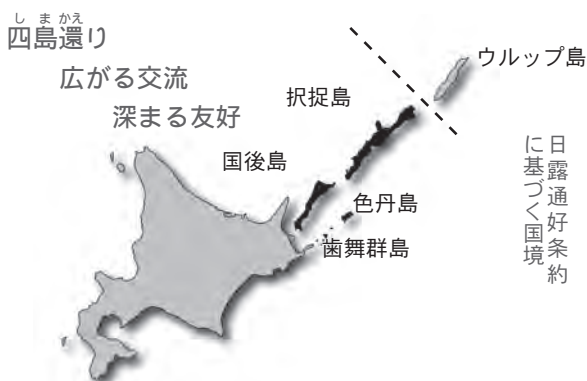 しまかえ
四島還り
広がる交流
深まる友好
ウルップ島
択捉島
国後島
色丹島
歯舞群島
日露通好条約
に基づく国境